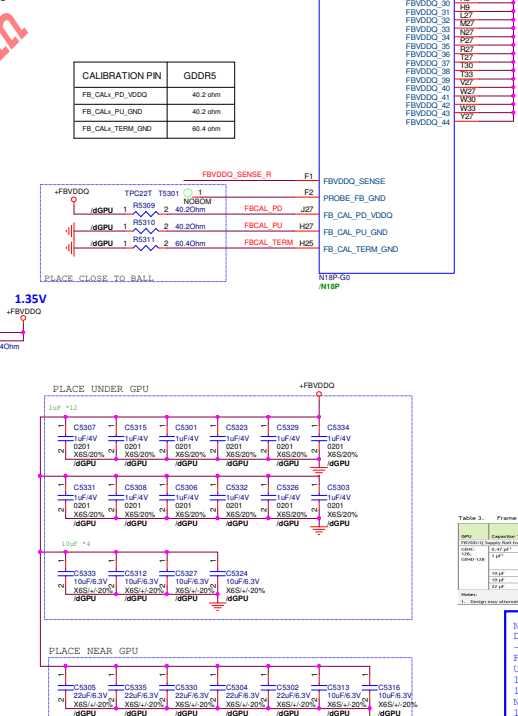 FBVDDQ_30
FBVDDQ_31 H9
FBVDDQ_32 L27
FBVDDQ_33 M27
FBVDDQ_34 N27
FBVDDQ_35 P27
FBVDDQ_36 R27
FBVDDQ_37 T27
FBVDDQ_38 T30
FBVDDQ_39 T33
FBVDDQ_40 V27
FBVDDQ_41 W27
FBVDDQ_42 W30
FBVDDQ_43 W33
FBVDDQ_44 Y27
CALIBRATION PIN GDDR5
FB_CALx_PD_VDDQ 40.2 ohm
FB_CALx_PU_GND 40.2 ohm
FB_CALx_TERM_GND 60.4 ohm
FBVDDQ_SENSE_R F1 FBVDDQ_SENSE
+FBVDDQ TPC22T T5301 1 F2 PROBE_FB_GND
NOBOM
/dGPU 1 R5309 2 40.2Ohm FBCAL_PD J27 FB_CAL_PD_VDDQ
/dGPU 1 R5310 2 40.2Ohm FBCAL_PU H27 FB_CAL_PU_GND
/dGPU 1 R5311 2 60.4Ohm FBCAL_TERM H25 FB_CAL_TERM_GND
PLACE CLOSE TO BALL
N18P-G0
/N18P
1.35V
+FBVDDQ
4Ohm
PLACE UNDER GPU
+FBVDDQ
1uF *12
C5307 C5315 C5301 C5323 C5329 C5334
1uF/4V 1uF/4V 1uF/4V 1uF/4V 1uF/4V 1uF/4V
0201 0201 0201 0201 0201 0201
X6S/20% X6S/20% X6S/20% X6S/20% X6S/20% X6S/20%
/dGPU /dGPU /dGPU /dGPU /dGPU /dGPU
C5331 C5308 C5306 C5332 C5326 C5303
1uF/4V 1uF/4V 1uF/4V 1uF/4V 1uF/4V 1uF/4V
0201 0201 0201 0201 0201 0201
X6S/20% X6S/20% X6S/20% X6S/20% X6S/20% X6S/20%
/dGPU /dGPU /dGPU /dGPU /dGPU /dGPU
10uF *4
C5333 C5312 C5327 C5324
10uF/6.3V 10uF/6.3V 10uF/6.3V 10uF/6.3V
X6S/+/-20% X6S/+/-20% X6S/+/-20% X6S/+/-20%
/dGPU /dGPU /dGPU /dGPU
PLACE NEAR GPU
C5305 C5335 C5330 C5304 C5302 C5313 C5316
22uF/6.3V 22uF/6.3V 22uF/6.3V 22uF/6.3V 22uF/6.3V 10uF/6.3V 10uF/6.3V
X6S/+/-20% X6S/+/-20% X6S/+/-20% X6S/+/-20% X6S/+/-20% X6S/+/-20% X6S/+/-20%
/dGPU /dGPU /dGPU /dGPU /dGPU /dGPU /dGPU
Table 3. Frame
GPU Capacitor
10 µF
22 µF
Notes: